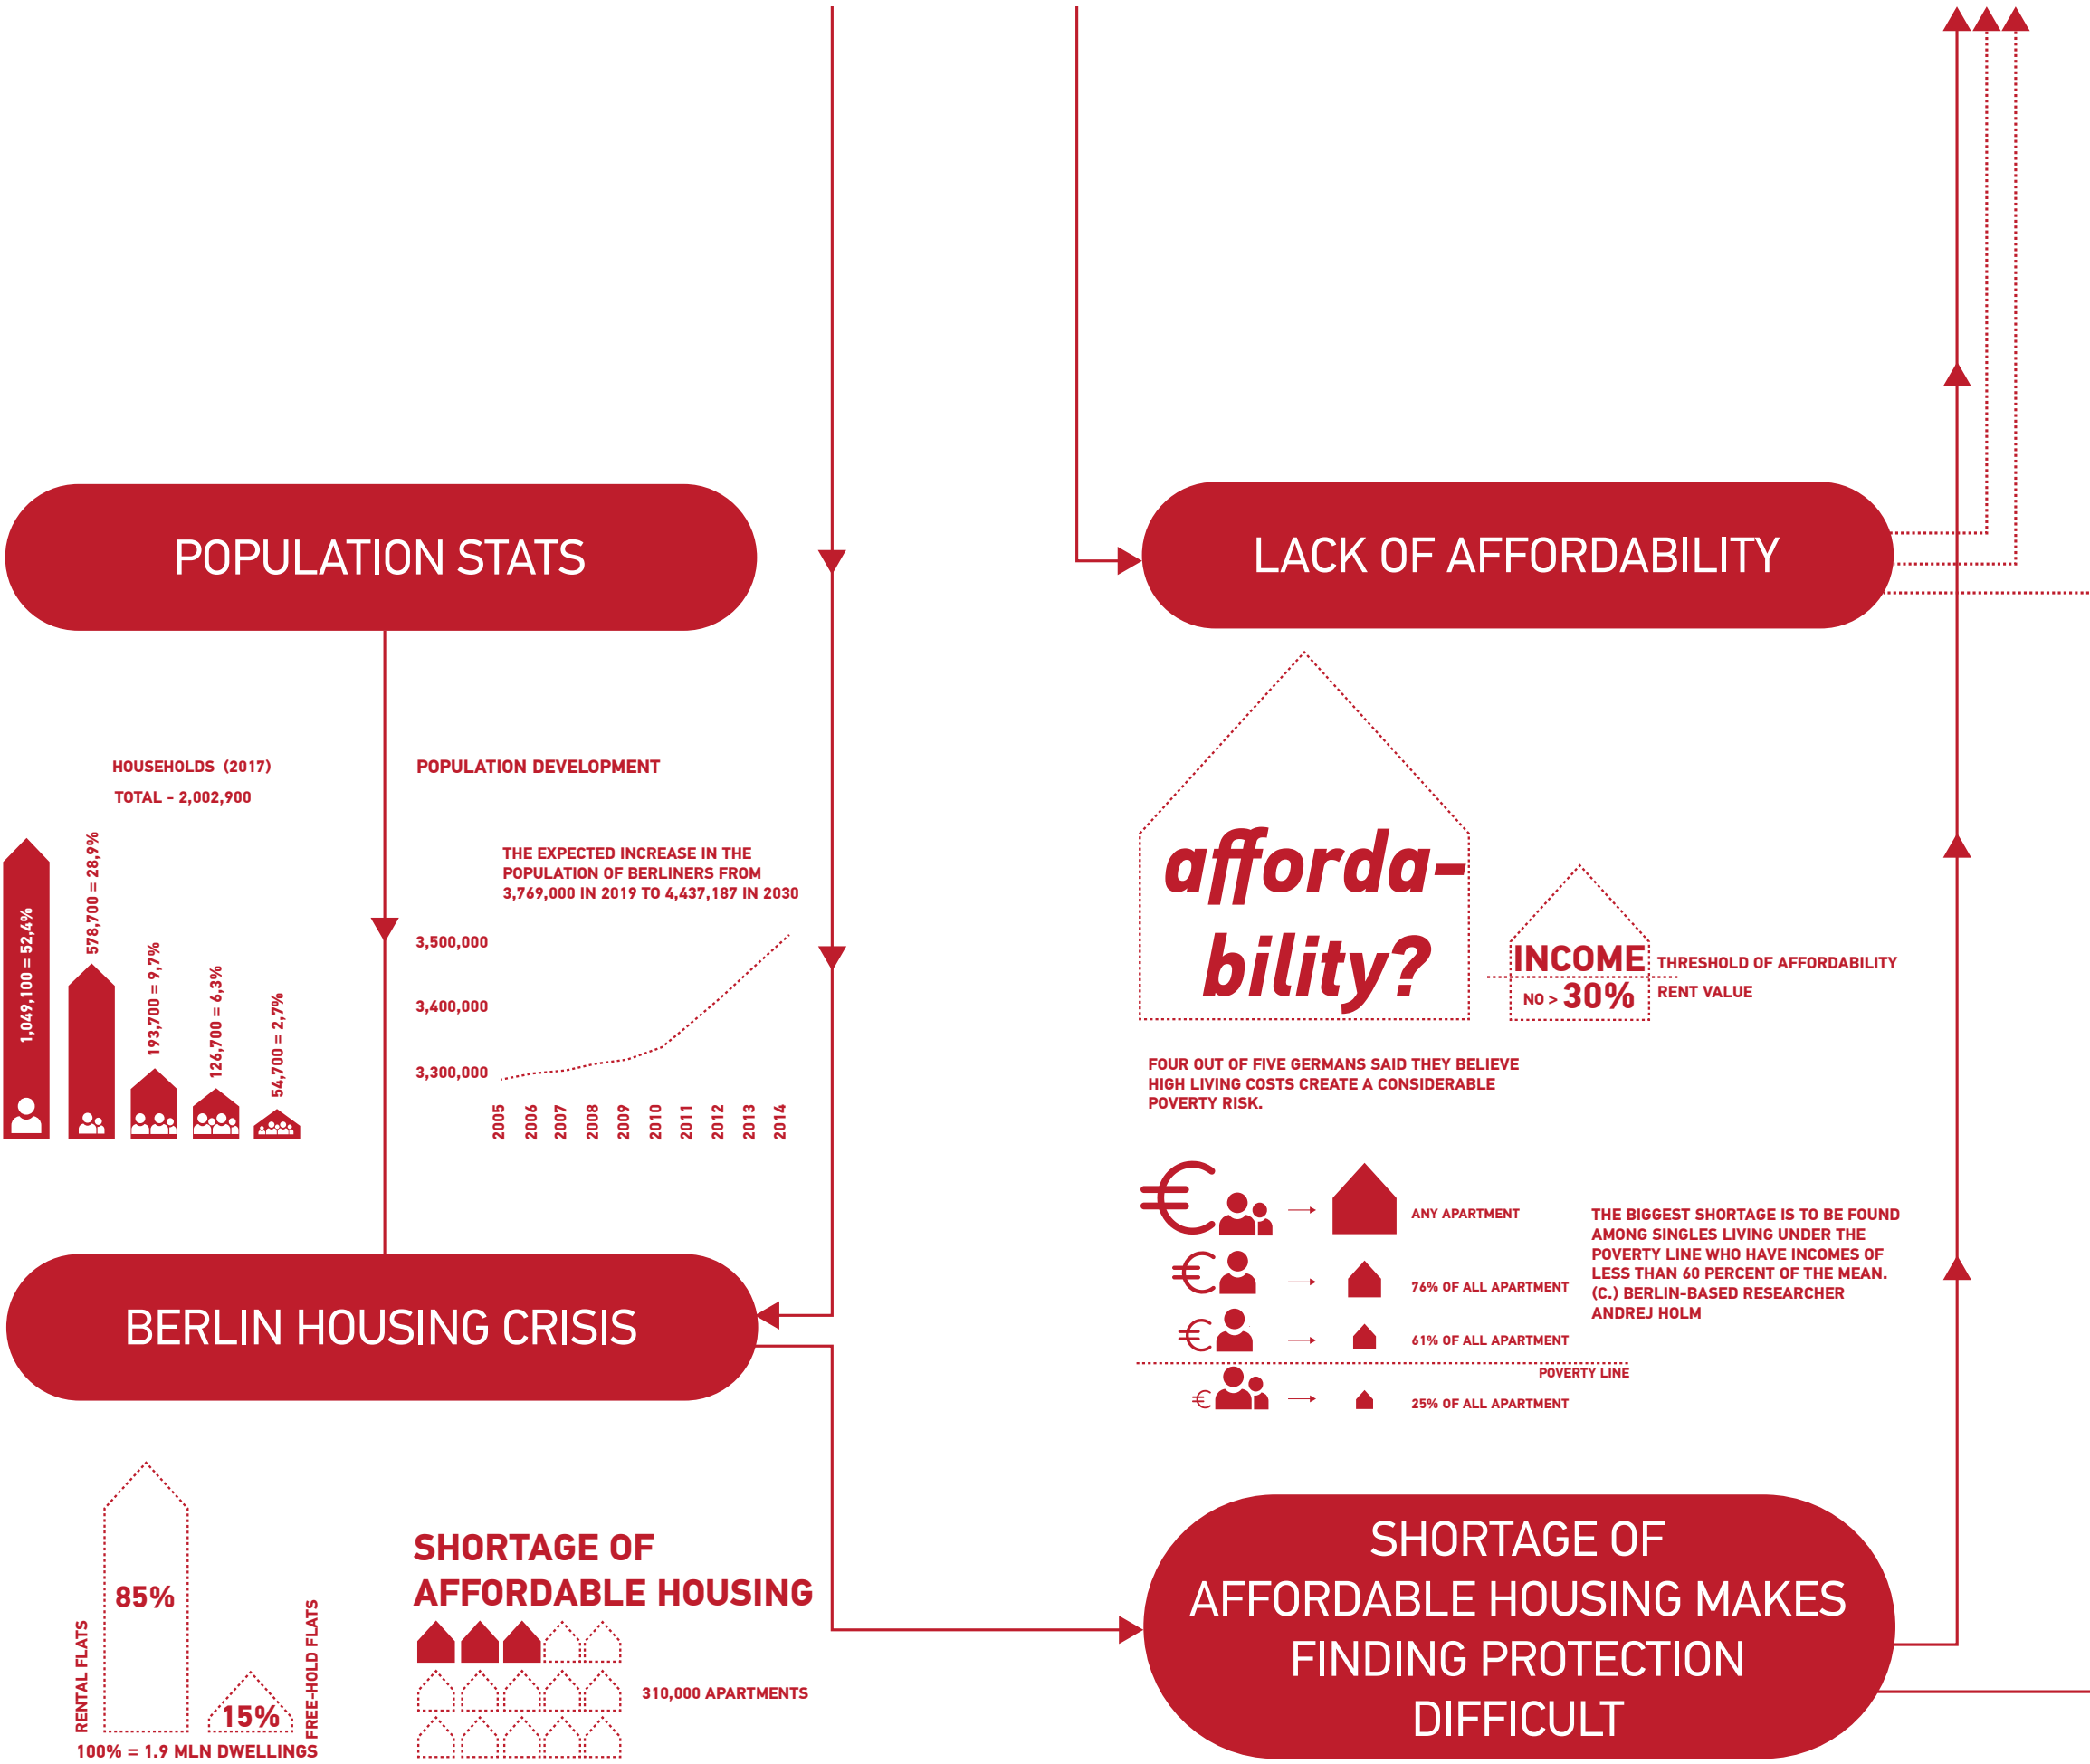 POPULATION STATS
HOUSEHOLDS (2017)
TOTAL - 2,002,900
1,049,100 = 52,4%
578,700 = 28,9%
193,700 = 9,7%
126,700 = 6,3%
54,700 = 2,7%
POPULATION DEVELOPMENT
THE EXPECTED INCREASE IN THE
POPULATION OF BERLINERS FROM
3,769,000 IN 2019 TO 4,437,187 IN 2030
3,500,000
3,400,000
3,300,000
2005
2006
2007
2008
2009
2010
2011
2012
2013
2014
BERLIN HOUSING CRISIS
RENTAL FLATS
85%
15%
FREE-HOLD FLATS
100% = 1.9 MLN DWELLINGS
SHORTAGE OF
AFFORDABLE HOUSING
310,000 APARTMENTS
LACK OF AFFORDABILITY
afforda-
bility?
INCOME
NO > 30%
THRESHOLD OF AFFORDABILITY
RENT VALUE
FOUR OUT OF FIVE GERMANS SAID THEY BELIEVE
HIGH LIVING COSTS CREATE A CONSIDERABLE
POVERTY RISK.
€
ANY APARTMENT
€
76% OF ALL APARTMENT
€
61% OF ALL APARTMENT
POVERTY LINE
€
25% OF ALL APARTMENT
THE BIGGEST SHORTAGE IS TO BE FOUND
AMONG SINGLES LIVING UNDER THE
POVERTY LINE WHO HAVE INCOMES OF
LESS THAN 60 PERCENT OF THE MEAN.
(C.) BERLIN-BASED RESEARCHER
ANDREJ HOLM
SHORTAGE OF
AFFORDABLE HOUSING MAKES
FINDING PROTECTION
DIFFICULT